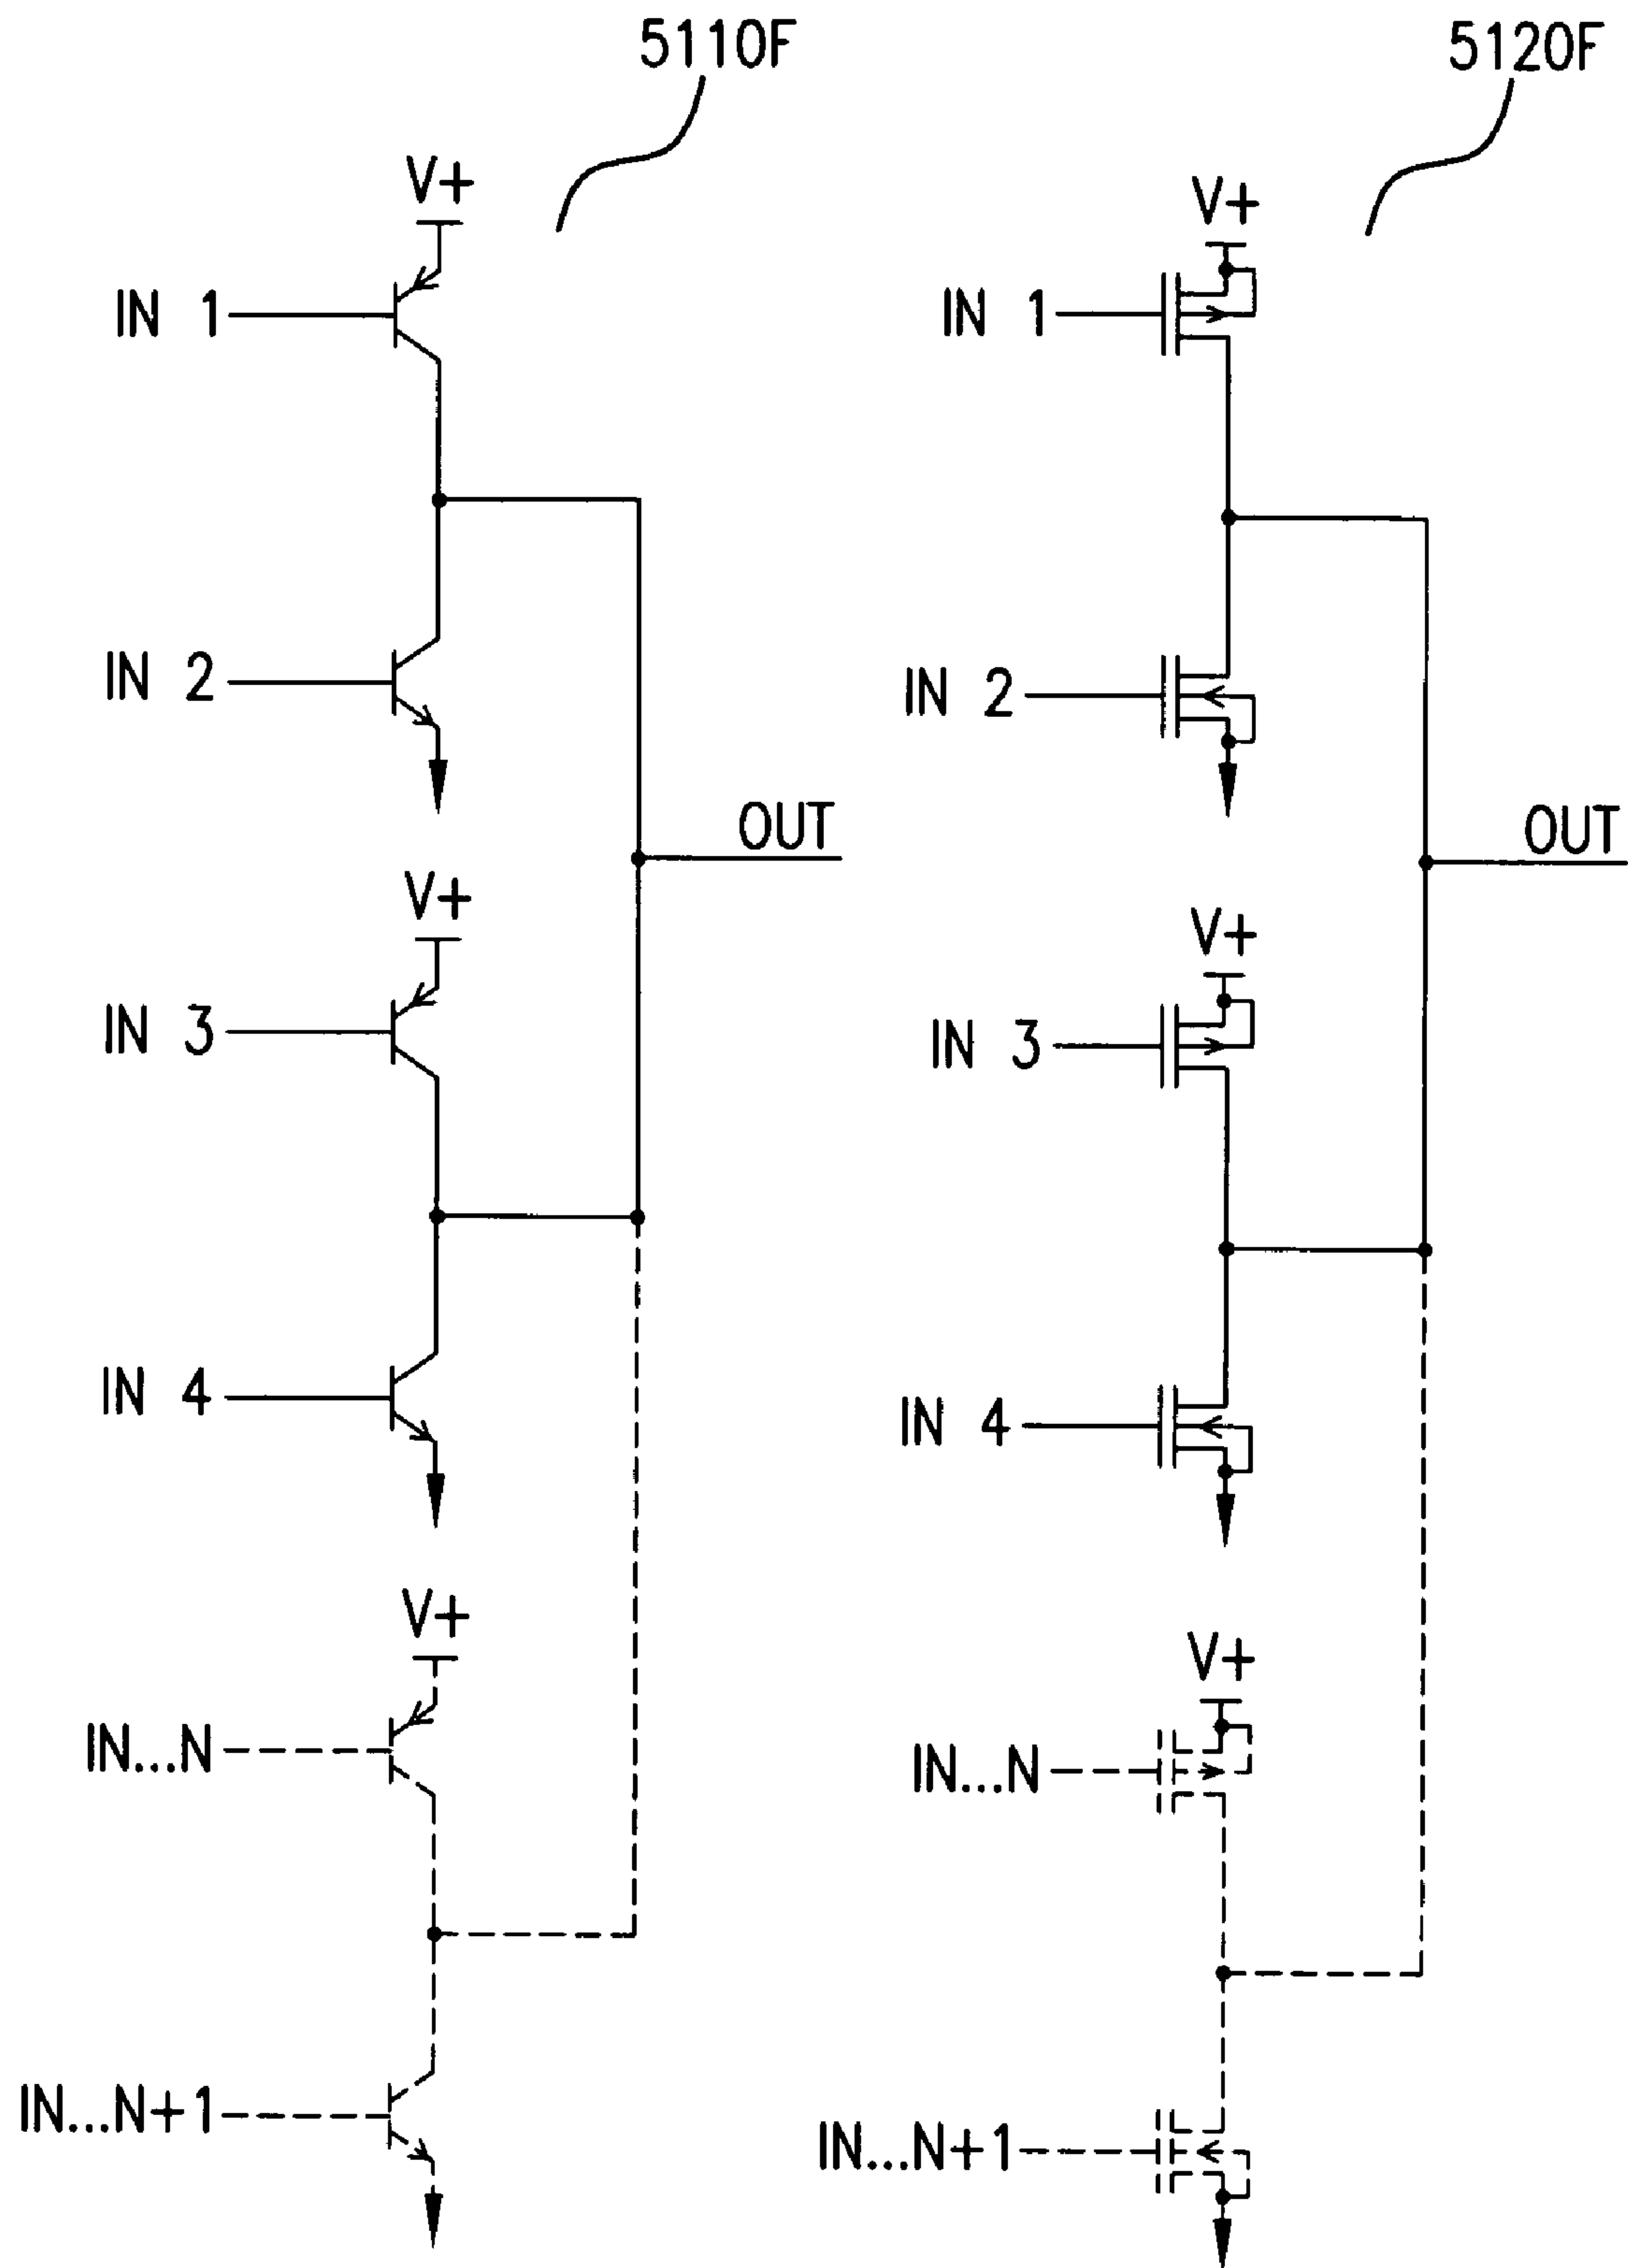 5110F
V+
IN 1
IN 2
OUT
V+
IN 3
IN 4
V+
IN...N
IN...N+1
5120F
V+
IN 1
IN 2
OUT
V+
IN 3
IN 4
V+
IN...N
IN...N+1